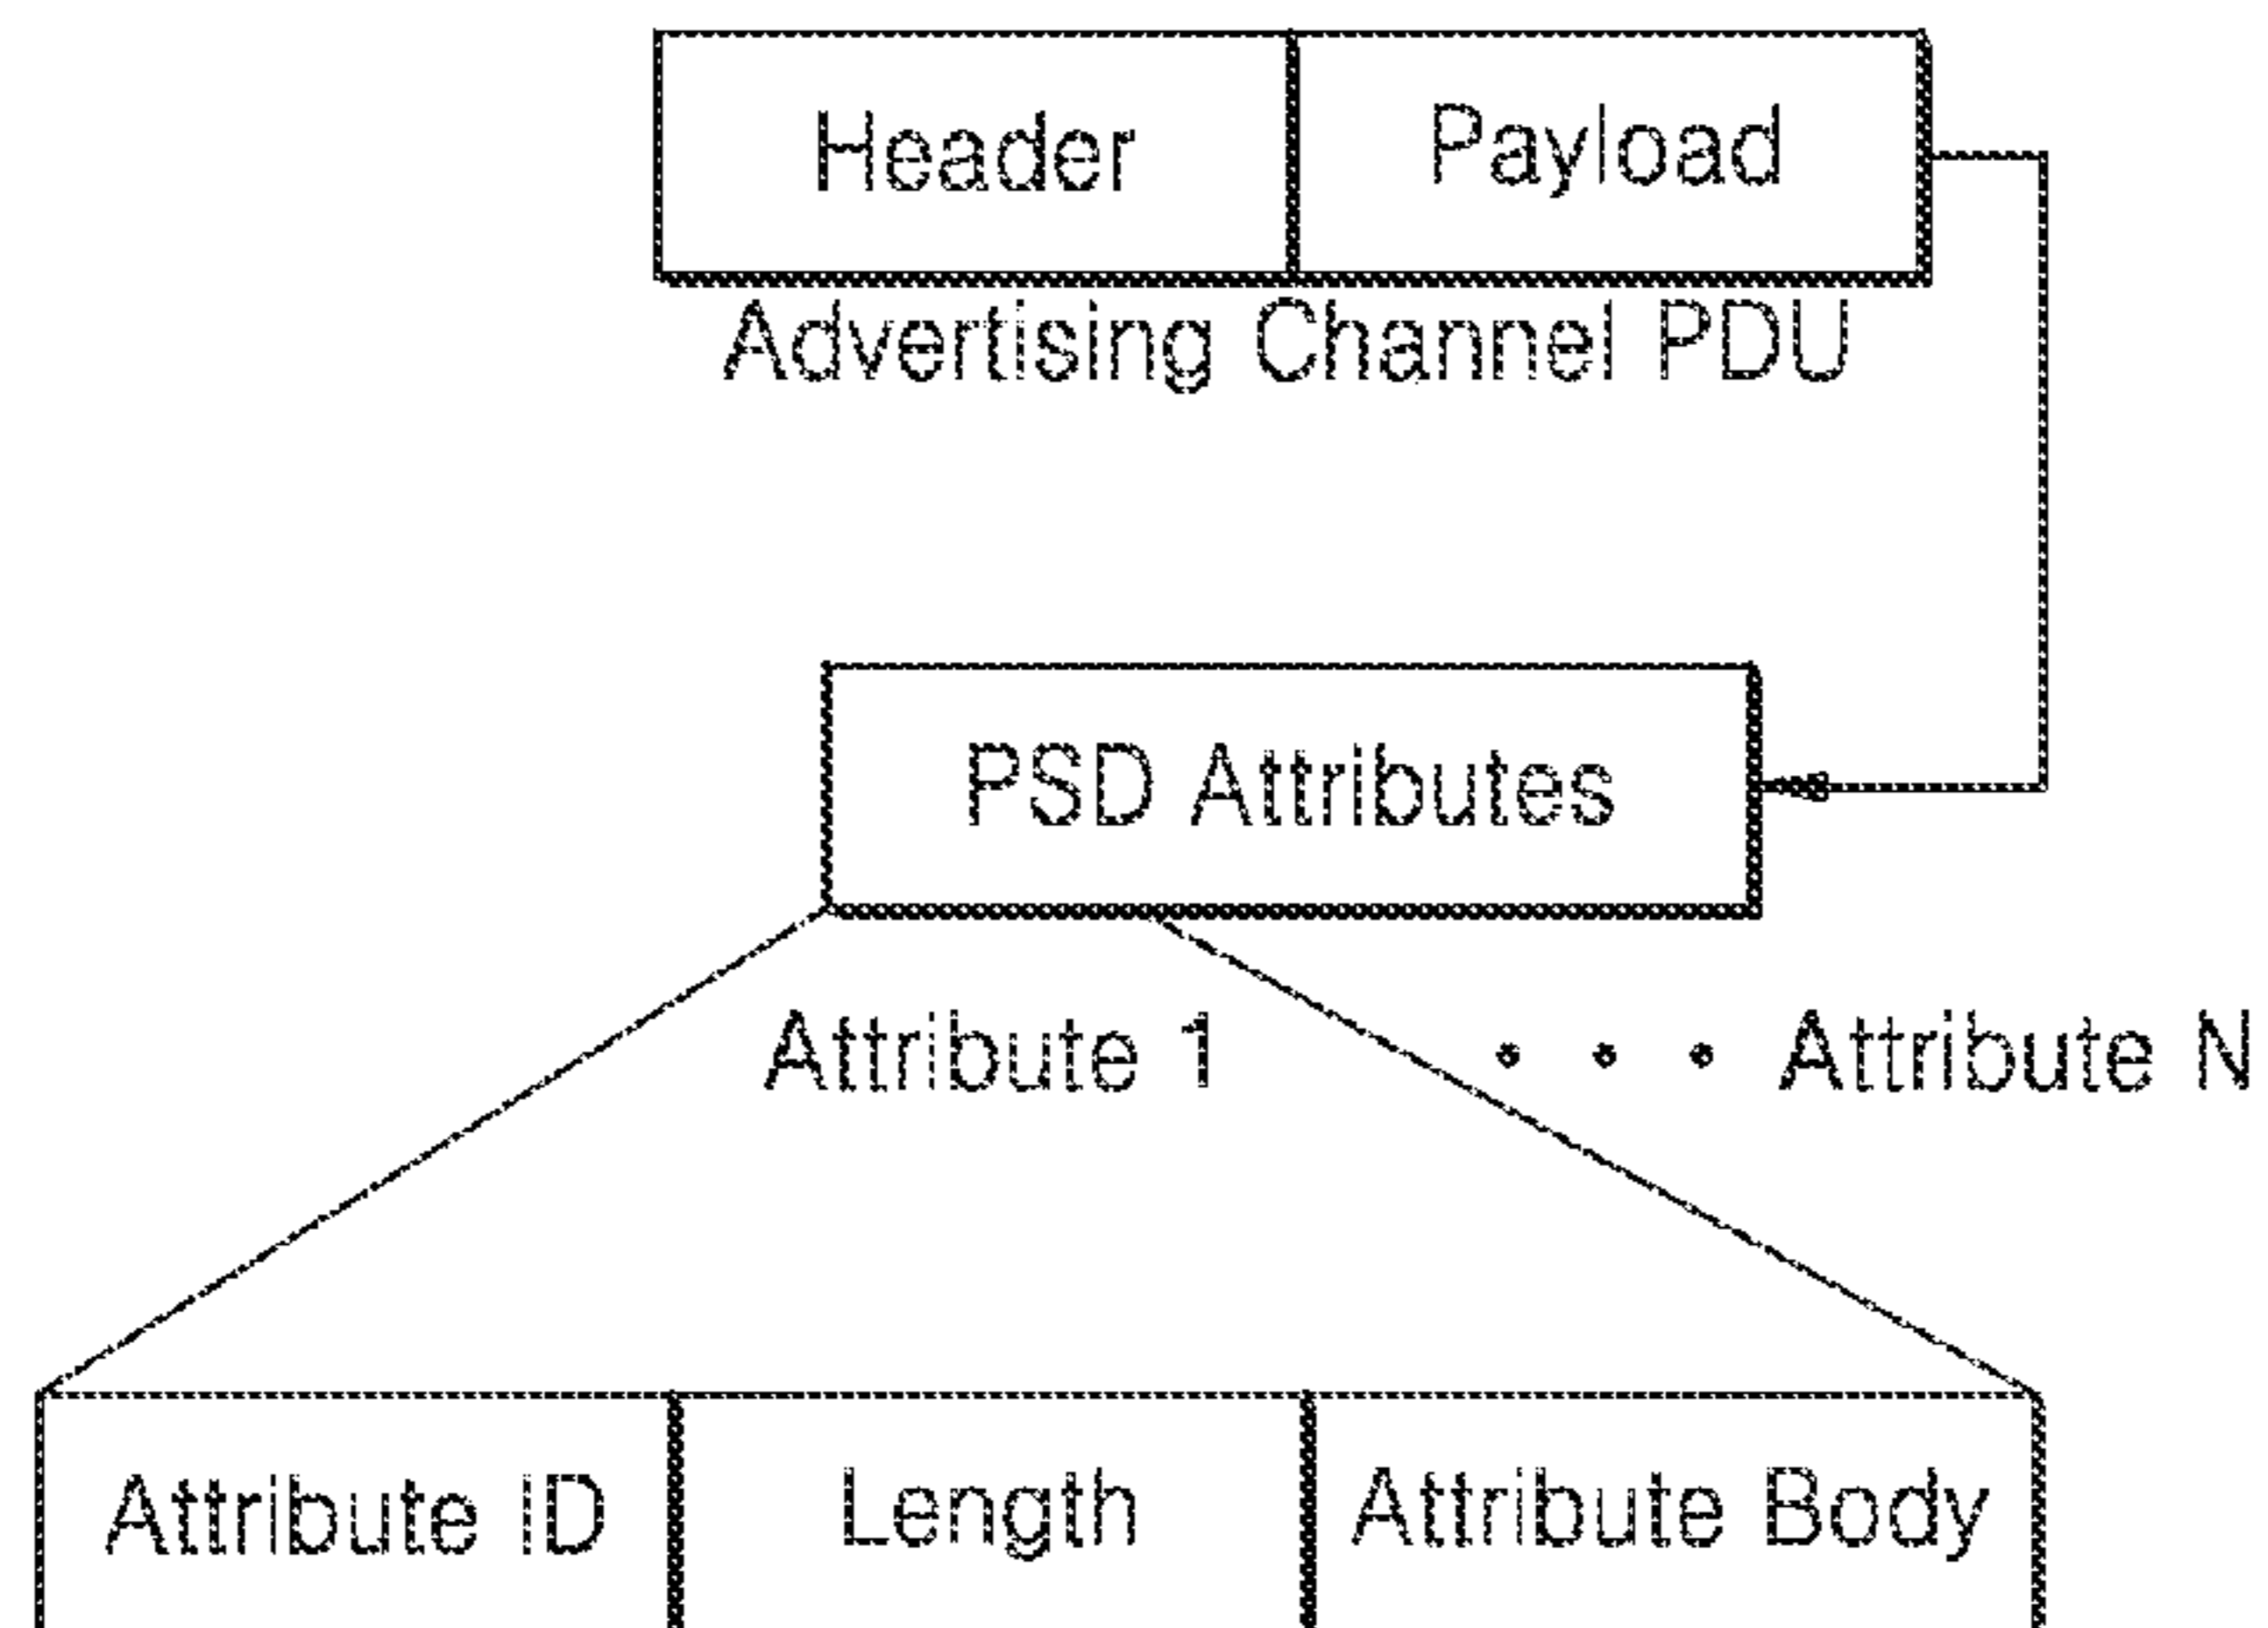 Header Payload
Advertising Channel PDU
PSD Attributes
Attribute 1 • • • Attribute N
Attribute ID Length Attribute Body